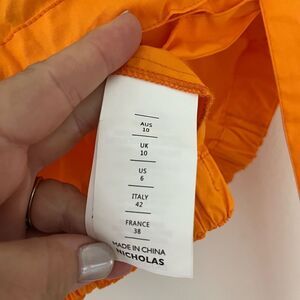 AUS
10
UK
10
US
6
ITALY
42
FRANCE
38
MADE IN CHINA
NICHOLAS